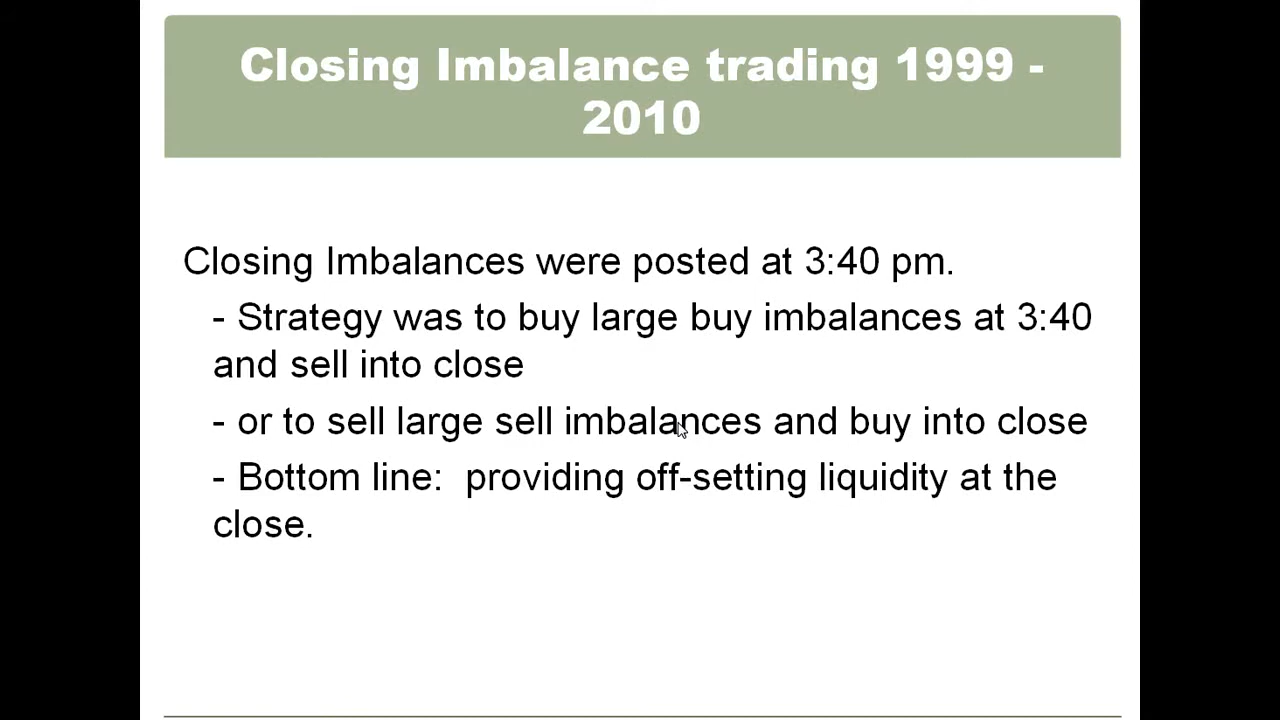 Closing Imbalance trading 1999 -
2010
Closing Imbalances were posted at 3:40 pm.
- Strategy was to buy large buy imbalances at 3:40
and sell into close
- or to sell large sell imbalances and buy into close
- Bottom line:  providing off-setting liquidity at the
close.